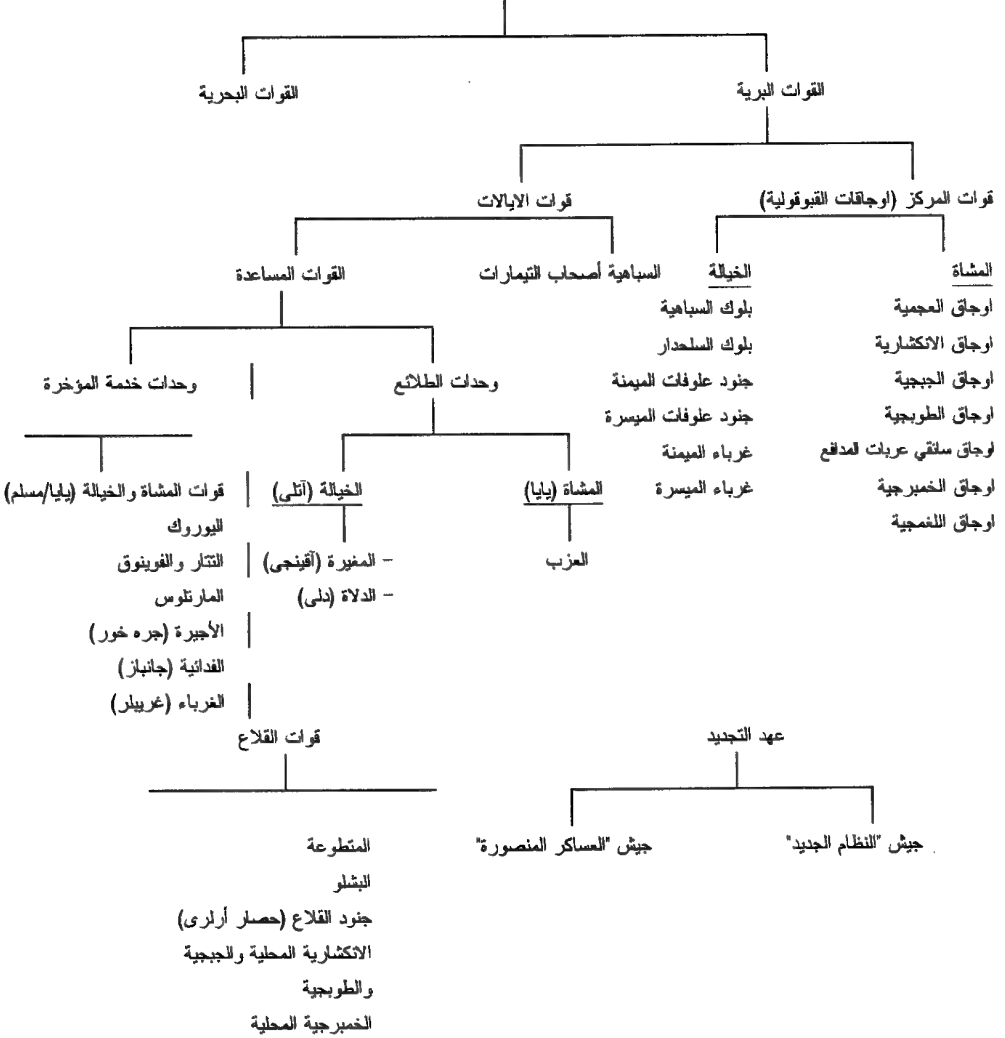 القوات البرية
القوات البحرية
قوات المركز (اوجاقات القبوقولية)
قوات الايالات
المشاة
اوجاق العجمية
اوجاق الانكشارية
اوجاق الجبجية
اوجاق الطوبجية
اوجاق سائقي عربات المدافع
اوجاق الخمبرجية
اوجاق اللغمجية
الخيالة
بلوك السباهية
بلوك السلحدار
جنود علوفات الميمنة
جنود علوفات الميسرة
غرباء الميمنة
غرباء الميسرة
السباهية أصحاب التيمارات
القوات المساعدة
وحدات الطلائع
وحدات خدمة المؤخرة
المشاة (يايا)
العزب
الخيالة (آتلى)
– المغيرة (آقينجى)
– الدلاة (دلى)
قوات المشاة والخيالة (يايا/مسلم)
اليوروك
التتار والفوينوق
المارتلوس
الأجيرة (جره خور)
الفدائية (جانباز)
الغرباء (غريبلر)
عهد التجديد
جيش "النظام الجديد"
جيش "العساكر المنصورة"
قوات القلاع
المتطوعة
البشلو
جنود القلاع (حصار أرلرى)
الانكشارية المحلية والجبجية
والطوبجية
الخمبرجية المحلية